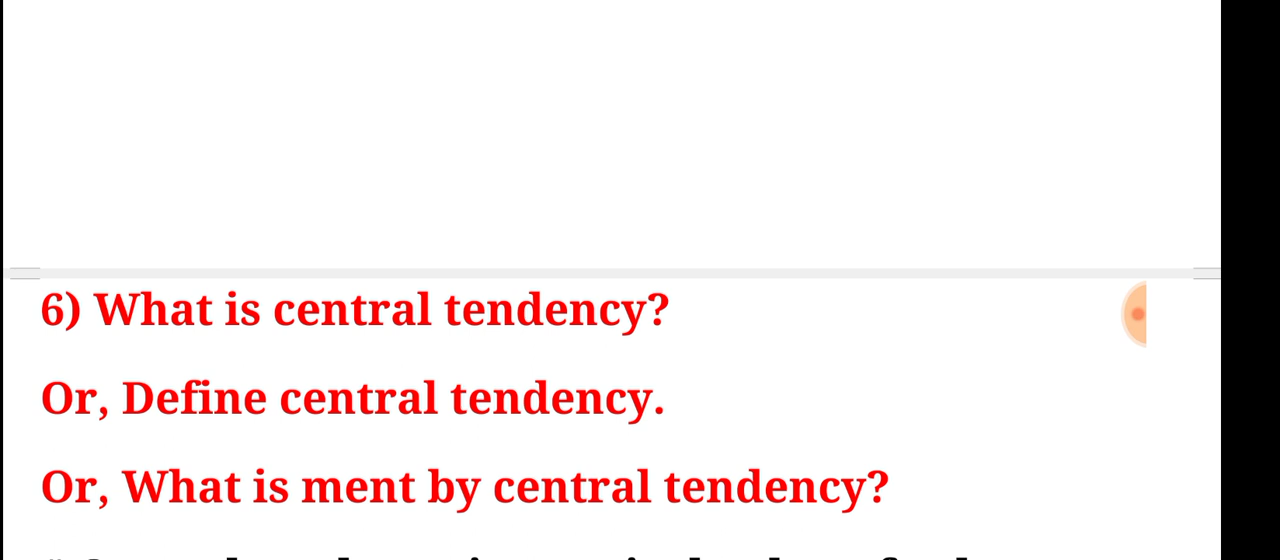 6) What is central tendency?
Or, Define central tendency.
Or, What is ment by central tendency?